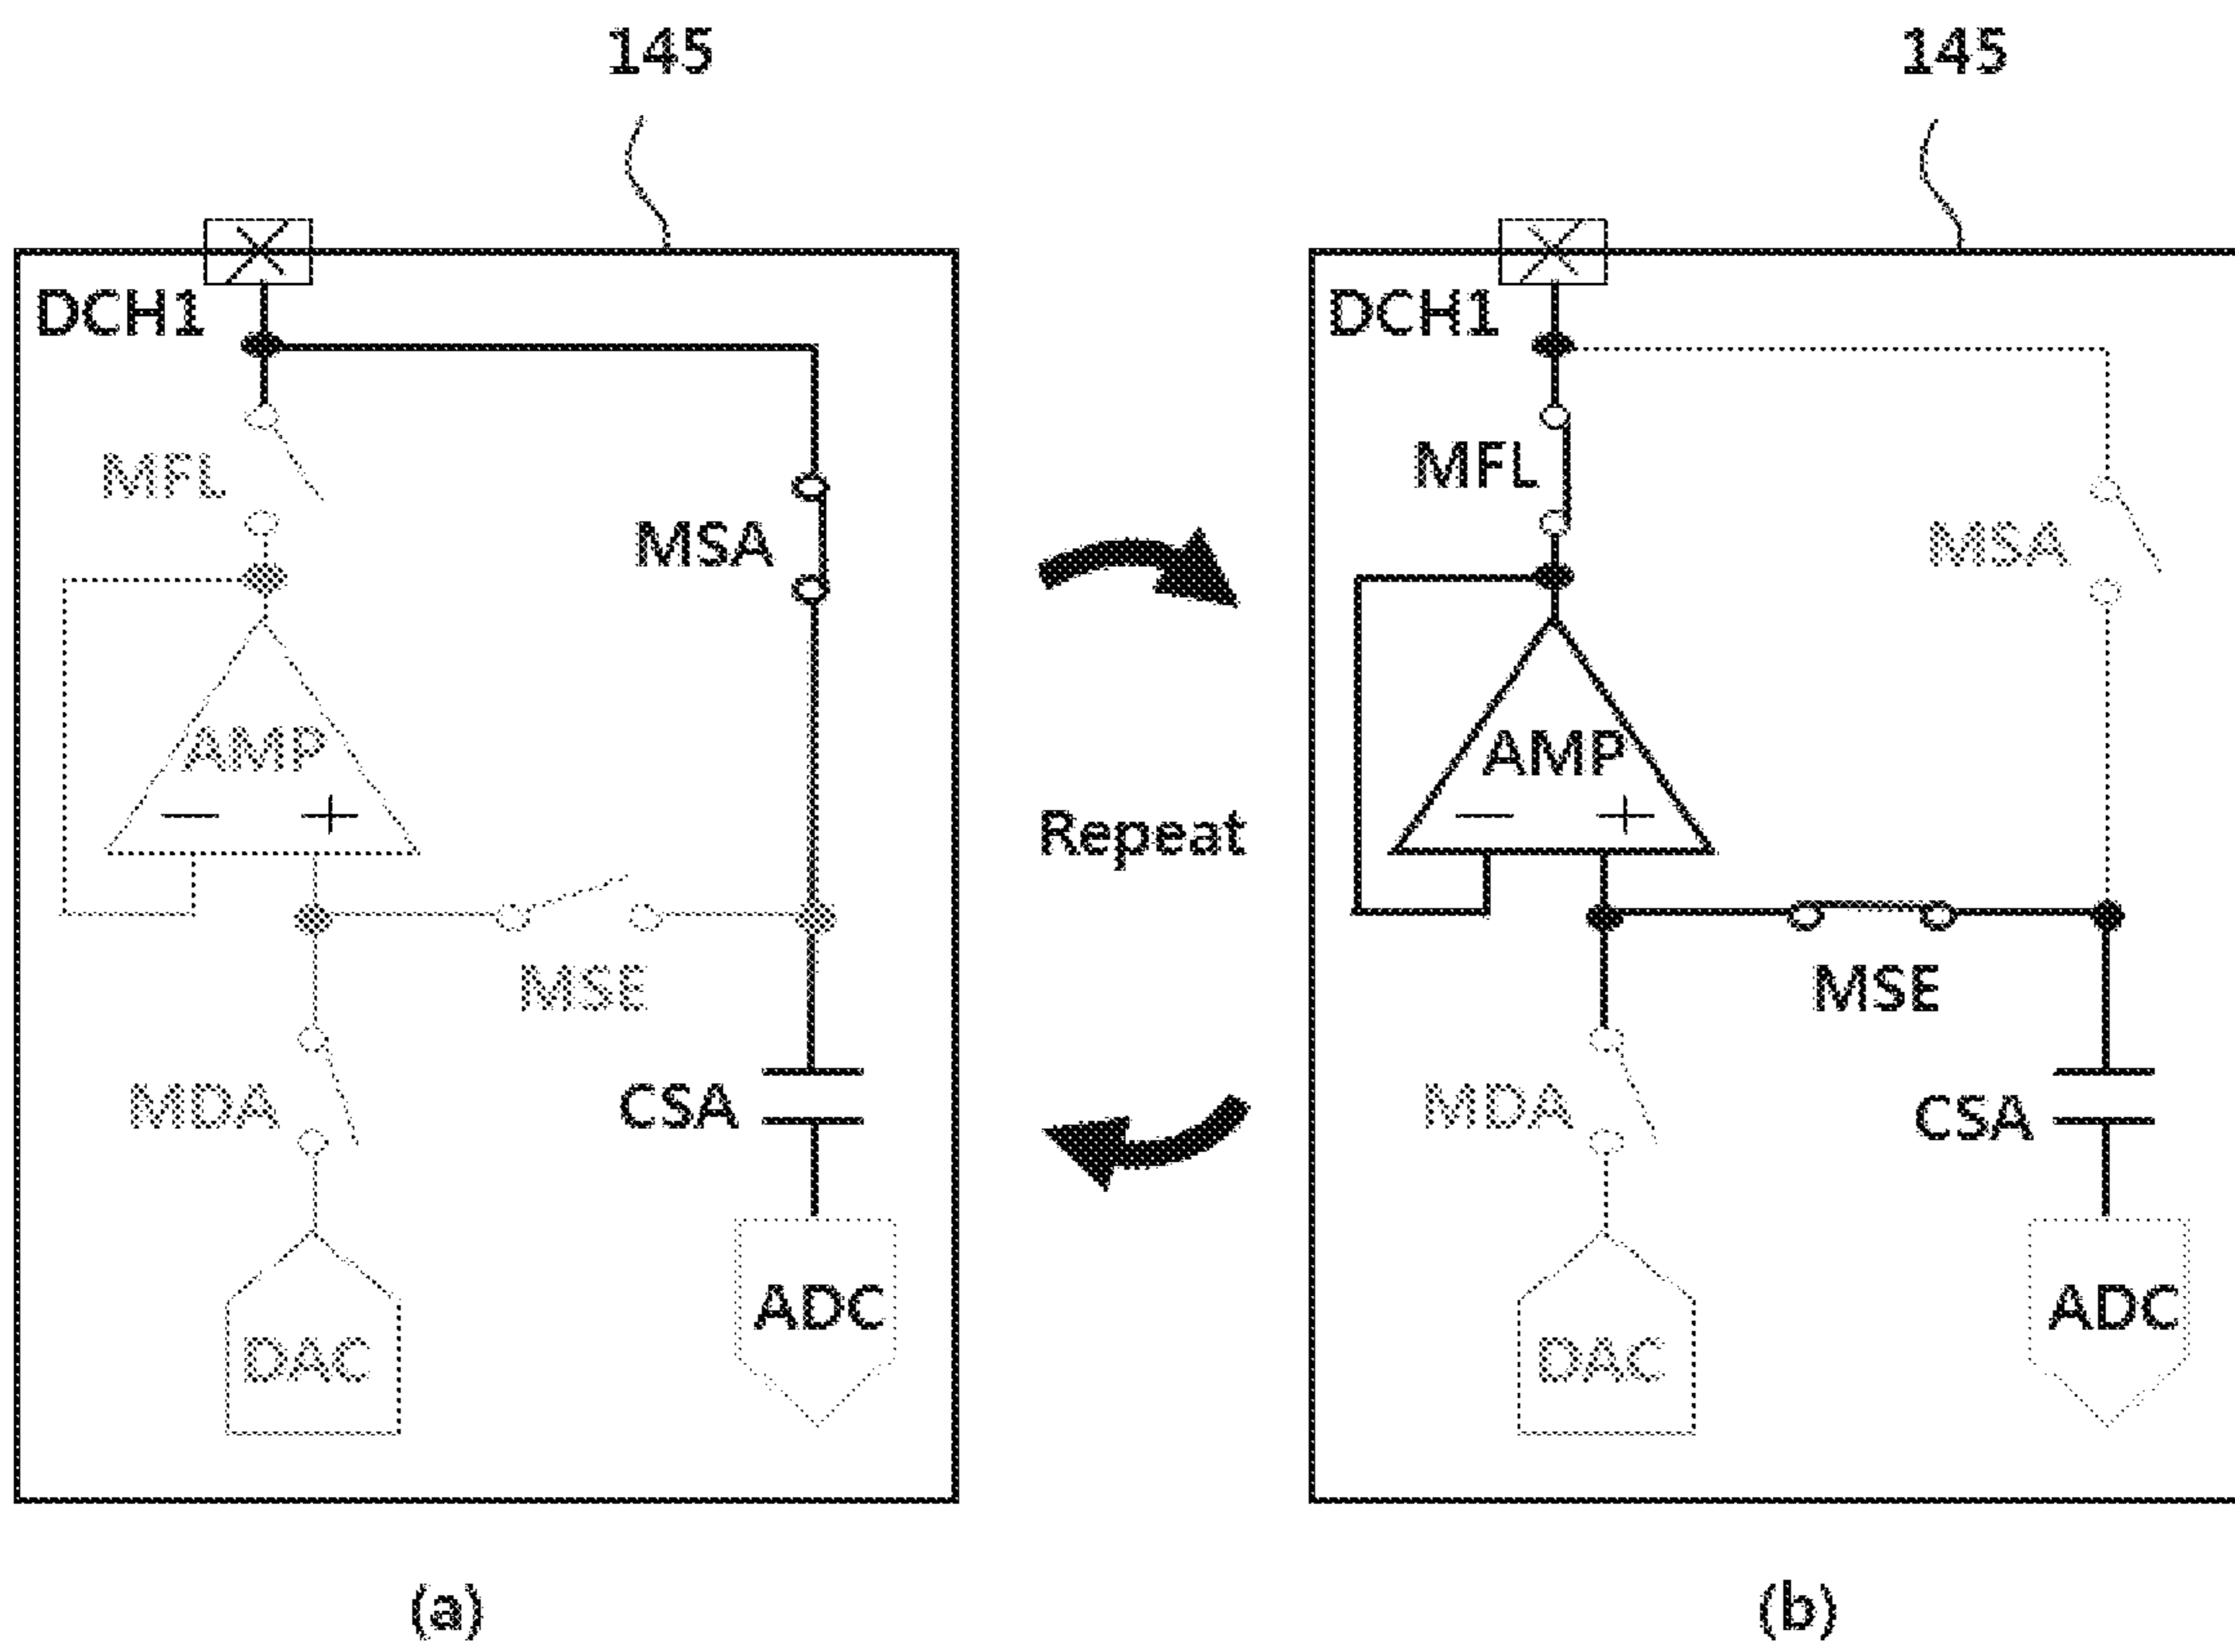 145
145
DCH1
DCH1
MFL
MFL
MSA
MSA
AMP
AMP
− +
− +
Repeat
MSE
MSE
MDA
CSA
MDA
CSA
ADC
ADC
DAC
DAC
(a)
(b)